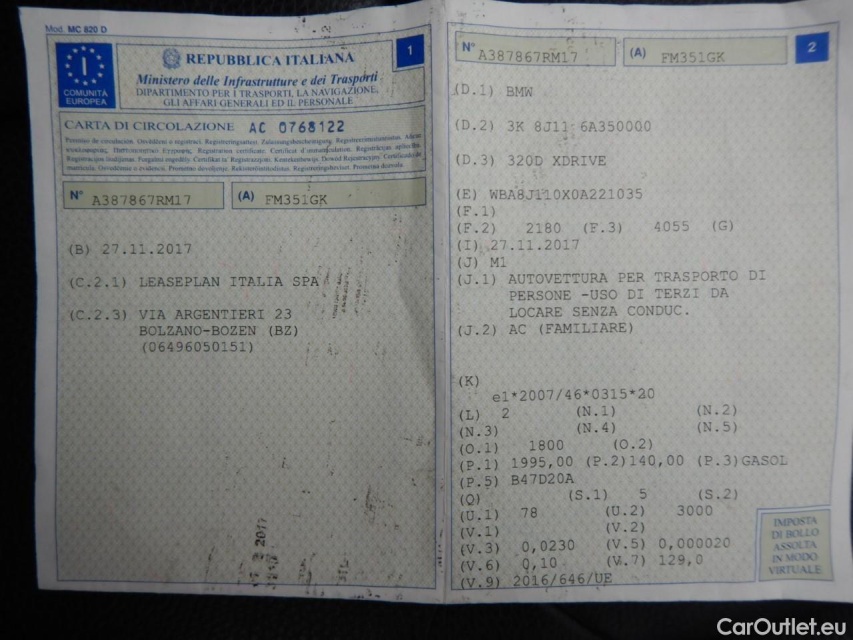 Mod. MC 820 D
1
COMUNITÀ
EUROPEA
REPUBBLICA ITALIANA
Ministero delle Infrastrutture e dei Trasporti
DIPARTIMENTO PER I TRASPORTI, LA NAVIGAZIONE,
GLI AFFARI GENERALI ED IL PERSONALE
CARTA DI CIRCOLAZIONE AC 0768122
N° A387867RM17 (A) FM351GK
(B) 27.11.2017
(C.2.1) LEASEPLAN ITALIA SPA
(C.2.3) VIA ARGENTIERI 23
BOLZANO-BOZEN (BZ)
(06496050151)
N° A387867RM17 (A) FM351GK
2
(D.1) BMW
(D.2) 3K 8J11 6A350000
(D.3) 320D XDRIVE
(E) WBA8J110X0A221035
(F.1)
(F.2) 2180 (F.3) 4055 (G)
(I) 27.11.2017
(J) M1
(J.1) AUTOVETTURA PER TRASPORTO DI
PERSONE -USO DI TERZI DA
LOCARE SENZA CONDUC.
(J.2) AC (FAMILIARE)
(K)
e1*2007/46*0315*20
(L) 2 (N.1) (N.2)
(N.3) (N.4) (N.5)
(O.1) 1800 (O.2)
(P.1) 1995,00 (P.2)140,00 (P.3)GASOL
(P.5) B47D20A
(Q) (S.1) 5 (S.2)
(U.1) 78 (U.2) 3000
(V.1) (V.2)
(V.3) 0,0230 (V.5) 0,000020
(V.6) 0,10 (V.7) 129,0
(V.9) 2016/646/UE
IMPOSTA
DI BOLLO
ASSOLTA
IN MODO
VIRTUALE
CarOutlet.eu